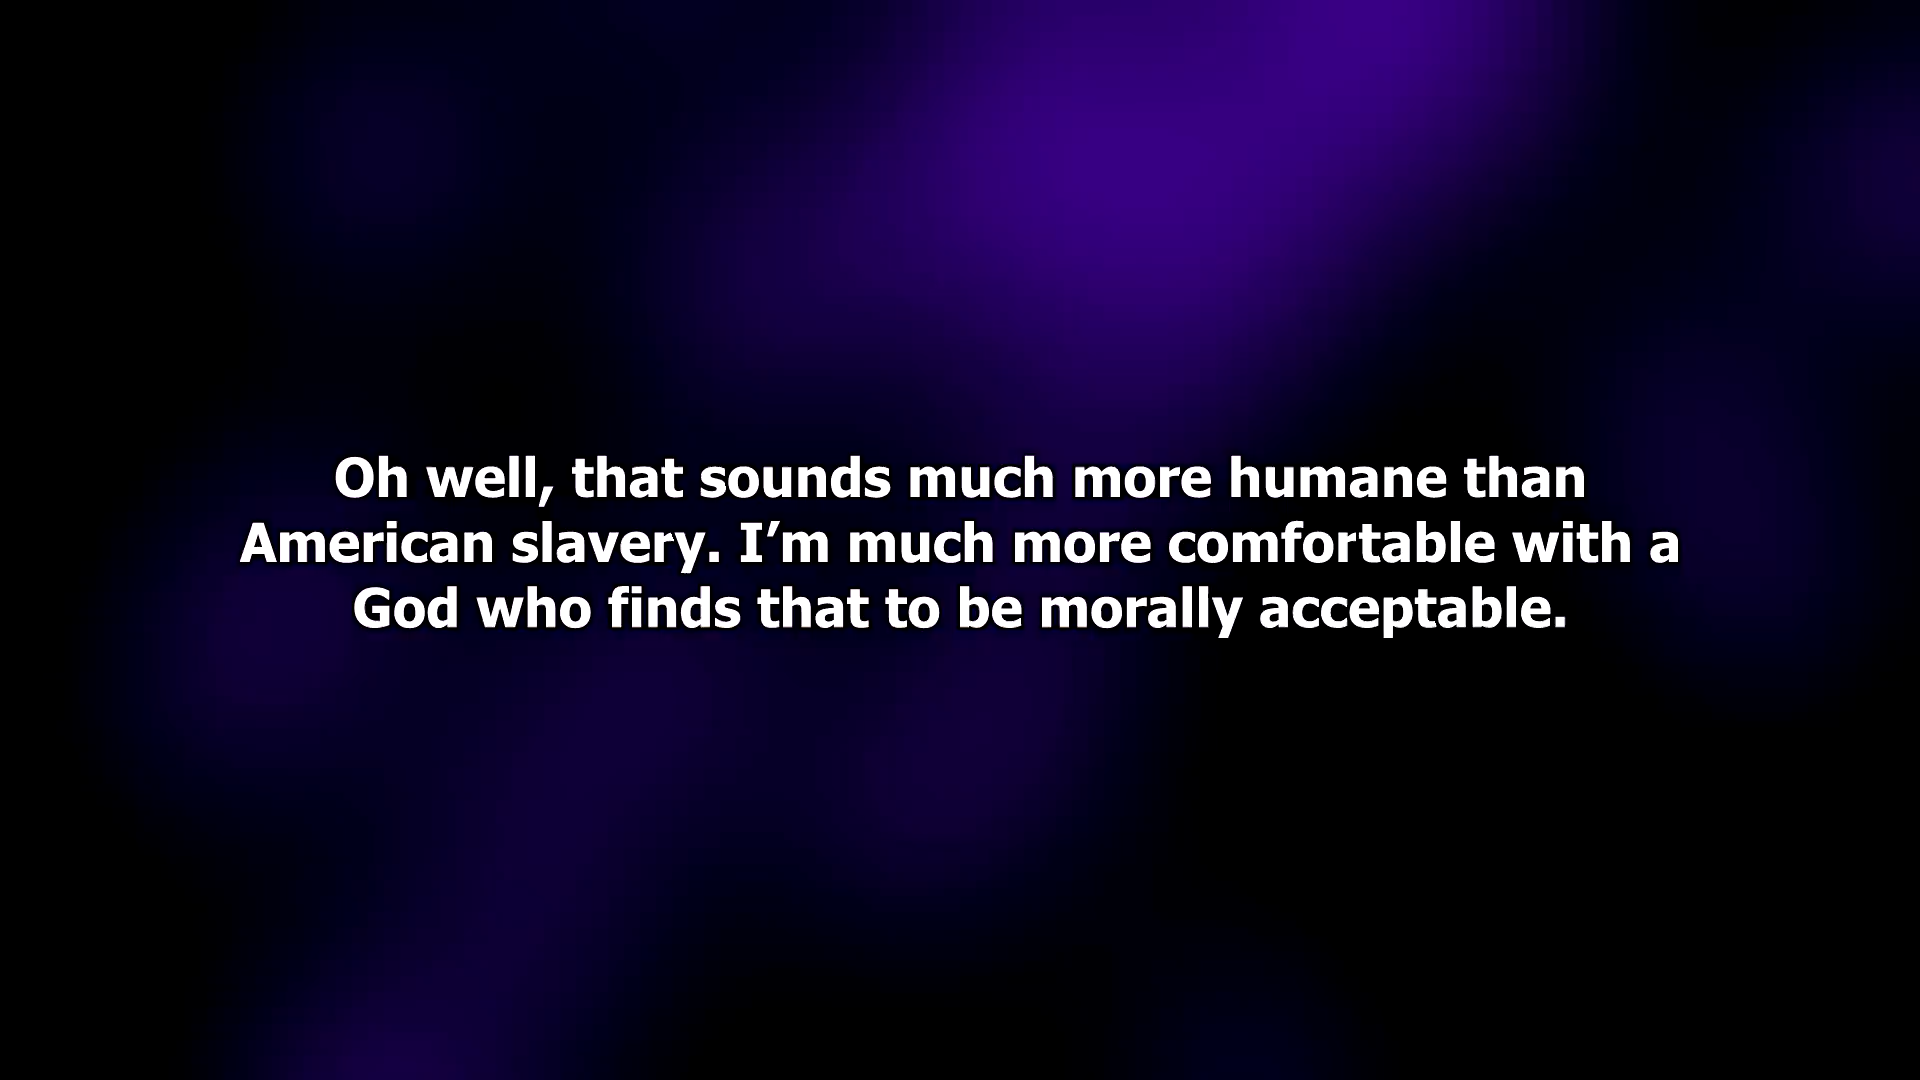 Oh well, that sounds much more humane than
American slavery. I’m much more comfortable with a
God who finds that to be morally acceptable.